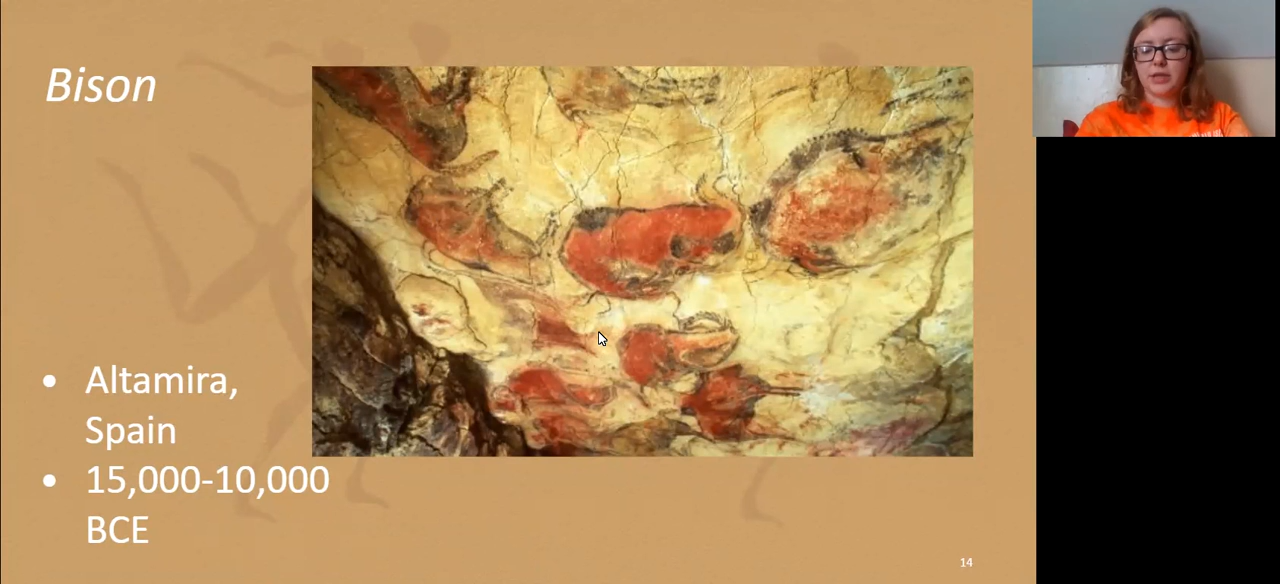 Bison
• Altamira,
Spain
• 15,000-10,000
BCE
14